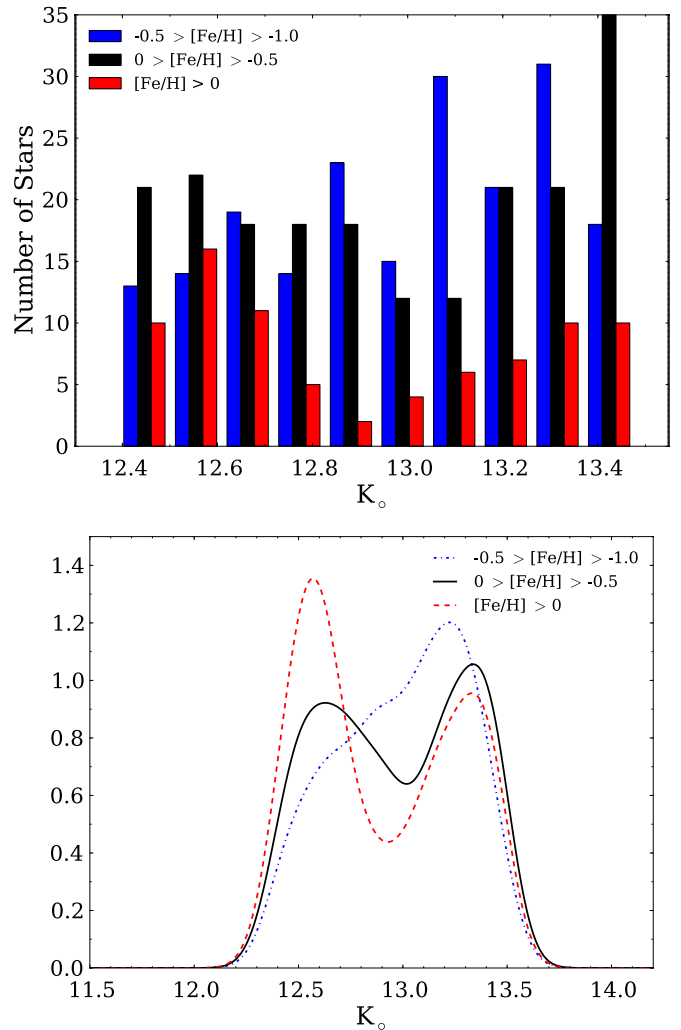 35
30
25
20
15
10
5
0
Number of Stars
-0.5 > [Fe/H] > -1.0
0 > [Fe/H] > -0.5
[Fe/H] > 0
12.4 12.6 12.8 13.0 13.2 13.4
K○
1.4
1.2
1.0
0.8
0.6
0.4
0.2
0.0
-0.5 > [Fe/H] > -1.0
0 > [Fe/H] > -0.5
[Fe/H] > 0
11.5 12.0 12.5 13.0 13.5 14.0
K○